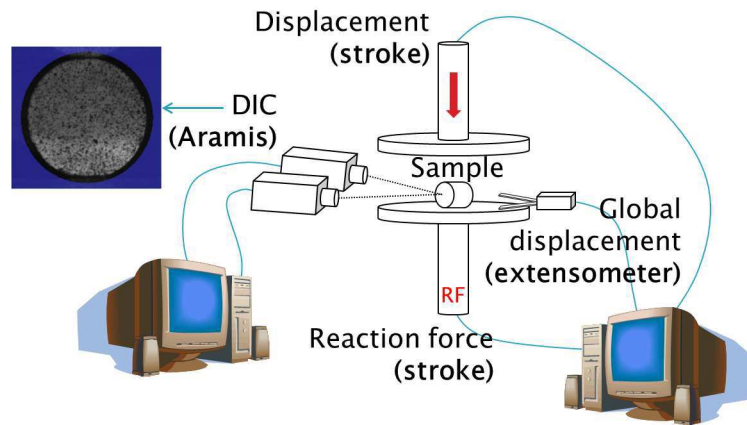 Displacement
(stroke)
DIC
(Aramis)
Sample
Global
displacement
(extensometer)
RF
Reaction force
(stroke)